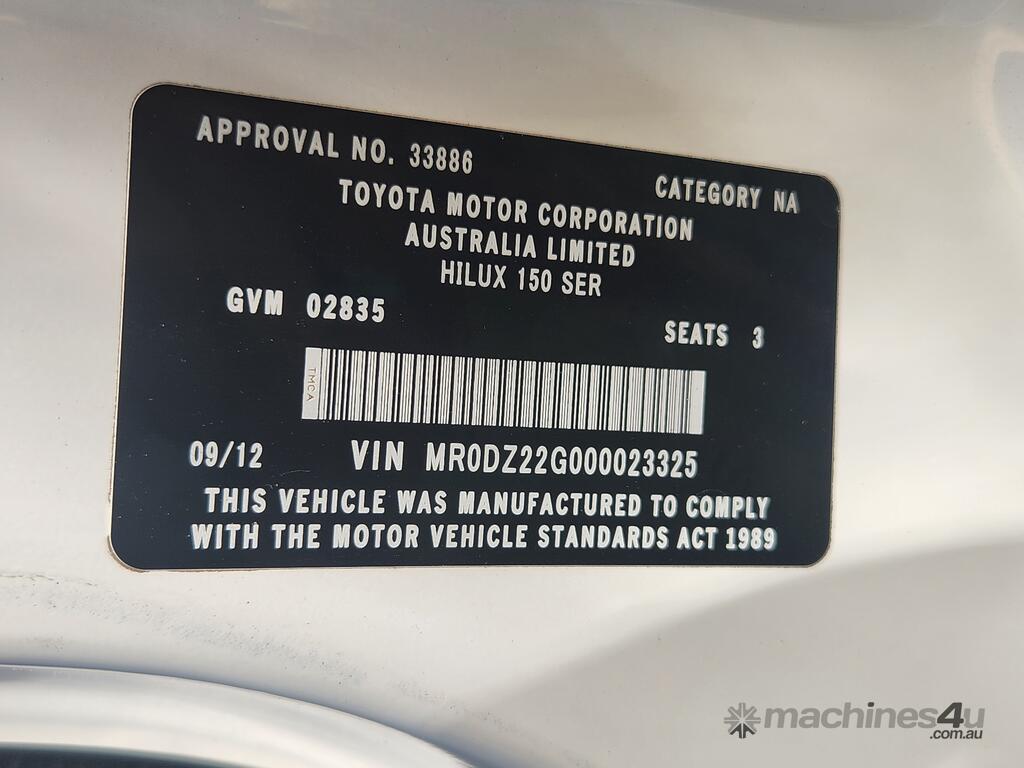 APPROVAL NO. 33886
CATEGORY NA
TOYOTA MOTOR CORPORATION
AUSTRALIA LIMITED
HILUX 150 SER
GVM 02835
SEATS 3
TMCA
09/12 VIN MR0DZ22G000023325
THIS VEHICLE WAS MANUFACTURED TO COMPLY
WITH THE MOTOR VEHICLE STANDARDS ACT 1989
machines4u
.com.au